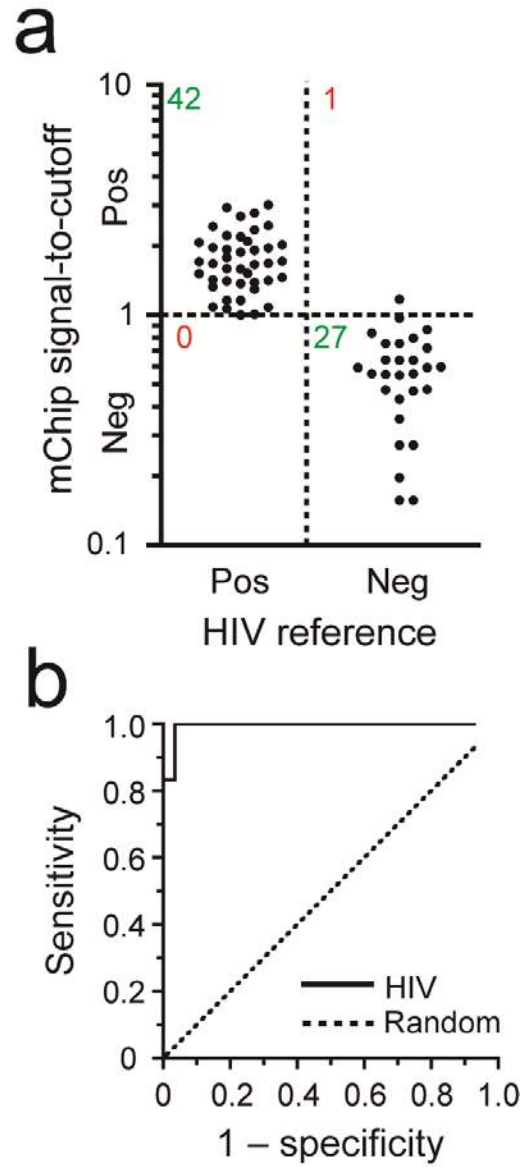 a
mChip signal-to-cutoff
Pos
Neg
10
1
0.1
42
1
0
27
Pos
Neg
HIV reference
b
Sensitivity
1.0
0.8
0.6
0.4
0.2
0
HIV
Random
0 0.2 0.4 0.6 0.8 1.0
1 – specificity